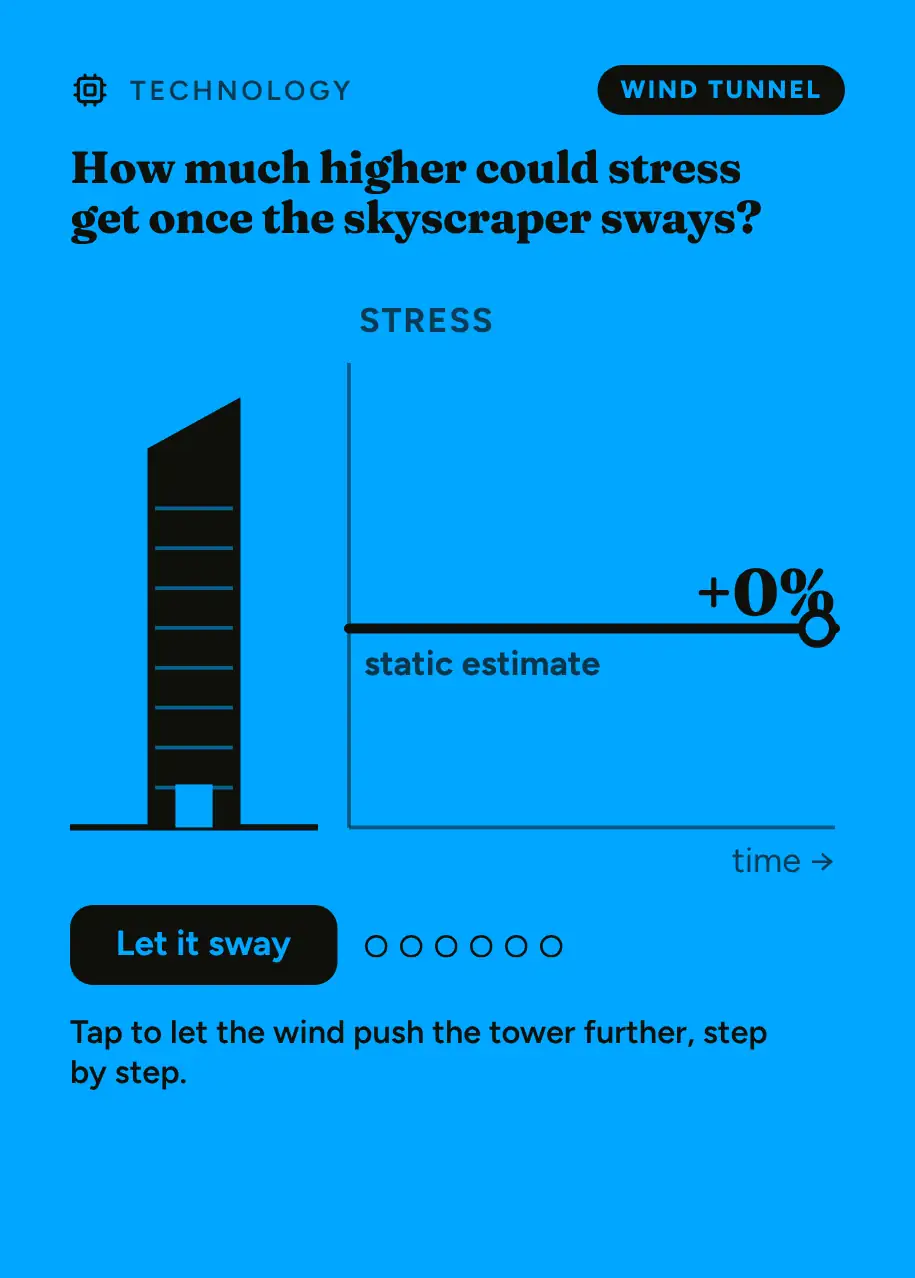 TECHNOLOGY
WIND TUNNEL
How much higher could stress
get once the skyscraper sways?
STRESS
+0%
static estimate
time →
Let it sway
Tap to let the wind push the tower further, step
by step.